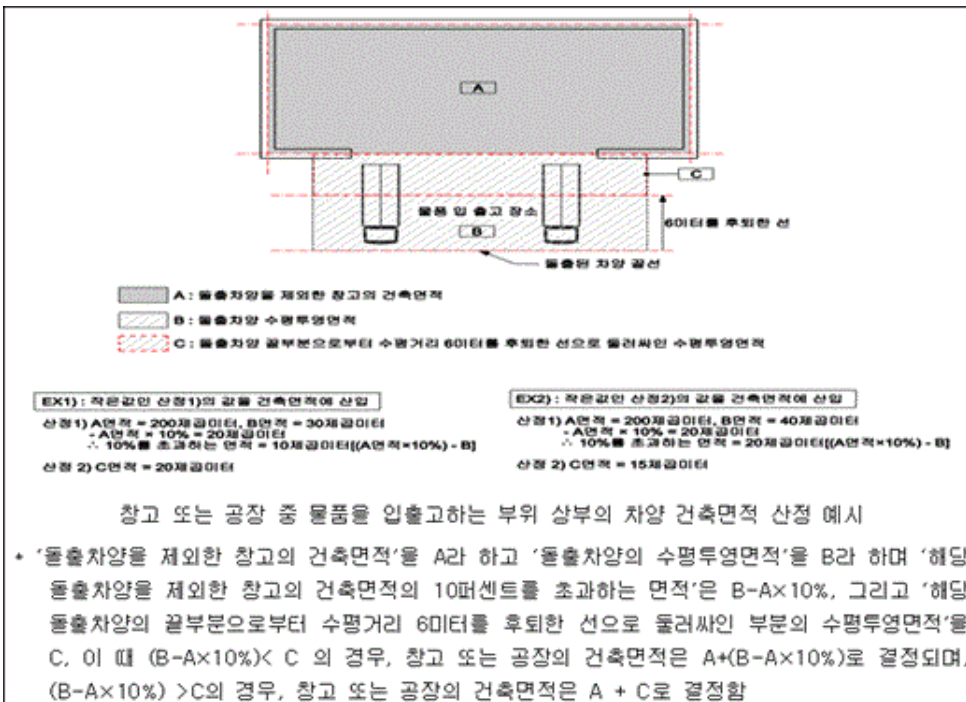 A
C
물품 입 출고 장소
B
6미터를 후퇴한 선
돌출된 차양 끝선
A : 돌출차양을 제외한 창고의 건축면적
B : 돌출차양 수평투영면적
C : 돌출차양 끝부분으로부터 수평거리 6미터를 후퇴한 선으로 둘러싸인 수평투영면적
EX1) : 작은값인 산정1)의 값을 건축면적에 산입
산정1) A면적 = 200제곱미터, B면적 = 30제곱미터
- A면적 × 10% = 20제곱미터
∴ 10%를 초과하는 면적 = 10제곱미터[(A면적×10%) - B]
산정 2) C면적 = 20제곱미터
EX2) : 작은값인 산정2)의 값을 건축면적에 산입
산정1) A면적 = 200제곱미터, B면적 = 40제곱미터
- A면적 × 10% = 20제곱미터
∴ 10%를 초과하는 면적 = 20제곱미터[(A면적×10%) - B]
산정 2) C면적 = 15제곱미터
창고 또는 공장 중 물품을 입출고하는 부위 상부의 차양 건축면적 산정 예시
* '돌출차양을 제외한 창고의 건축면적'을 A라 하고 '돌출차양의 수평투영면적'을 B라 하며 '해당
돌출차양을 제외한 창고의 건축면적의 10퍼센트를 초과하는 면적'은 B-A×10%, 그리고 '해당
돌출차양의 끝부분으로부터 수평거리 6미터를 후퇴한 선으로 둘러싸인 부분의 수평투영면적'을
C, 이 때 (B-A×10%)< C 의 경우, 창고 또는 공장의 건축면적은 A+(B-A×10%)로 결정되며,
(B-A×10%) >C의 경우, 창고 또는 공장의 건축면적은 A + C로 결정함